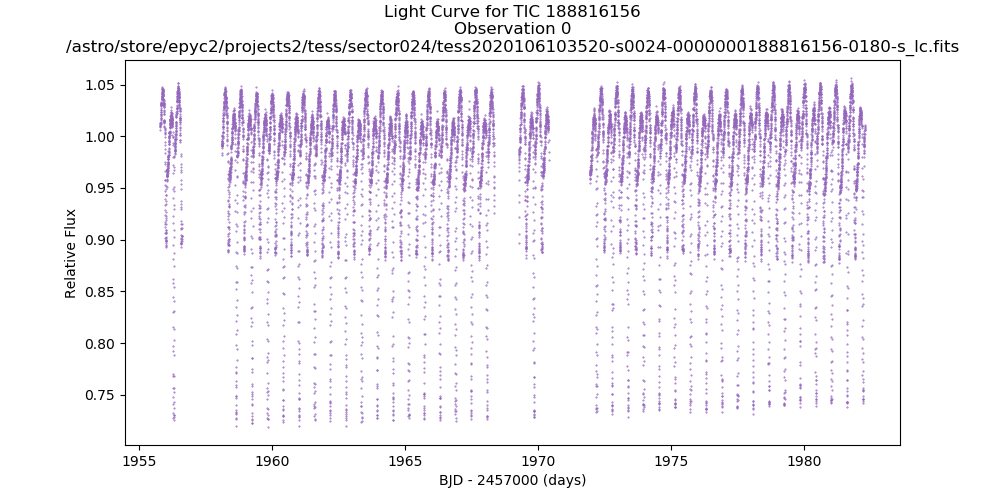 Light Curve for TIC 188816156
Observation 0
/astro/store/epyc2/projects2/tess/sector024/tess2020106103520-s0024-0000000188816156-0180-s_lc.fits
1.05
1.00
0.95
0.90
0.85
0.80
0.75
Relative Flux
1955
1960
1965
1970
1975
1980
BJD - 2457000 (days)